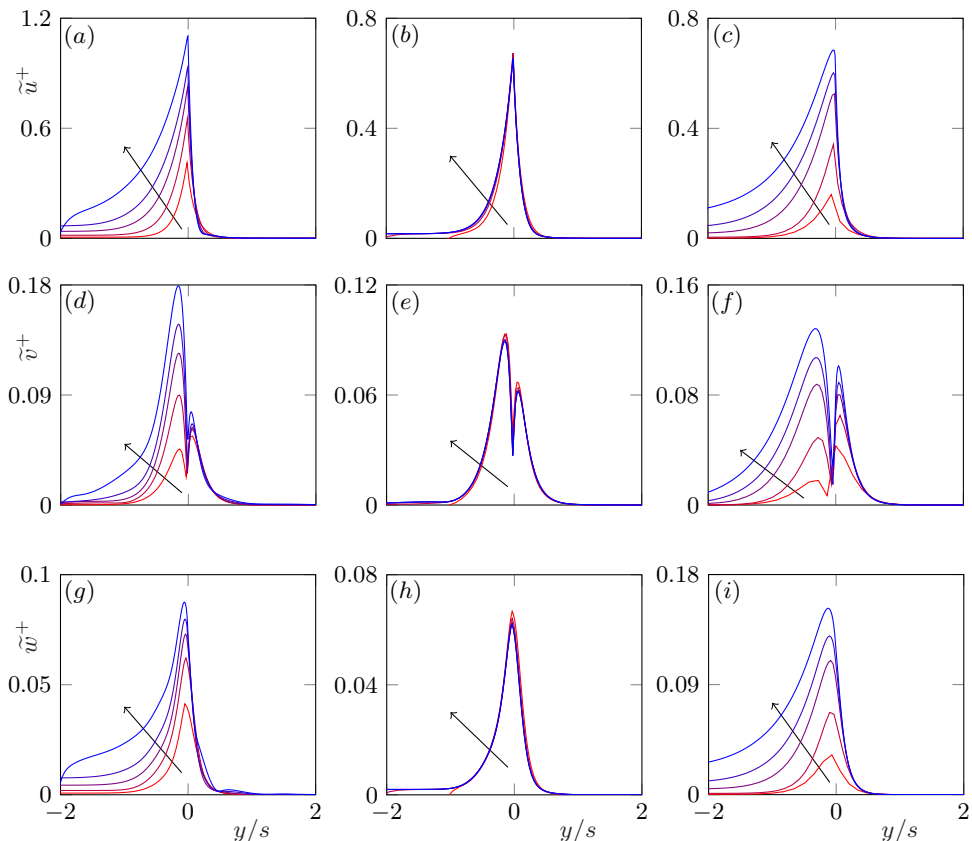 1.2
0.6
0
ũ⁺
(a)
0.8
0.4
0
(b)
0.8
0.4
0
(c)
0.18
0.09
0
ṽ⁺
(d)
0.12
0.06
0
(e)
0.16
0.08
0
(f)
0.1
0.05
0
w̃⁺
(g)
−2 0 2
y/s
0.08
0.04
0
(h)
−2 0 2
y/s
0.18
0.09
0
(i)
−2 0 2
y/s